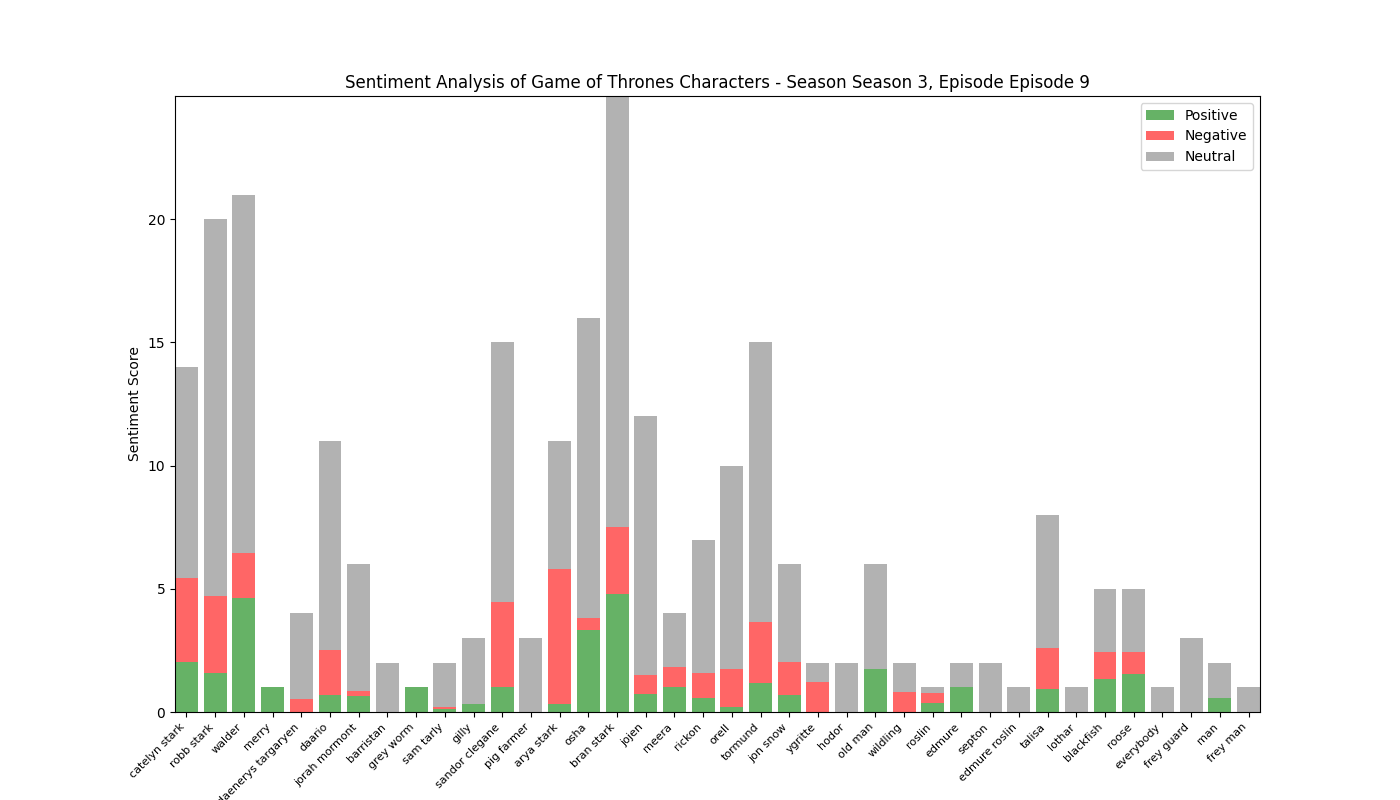 Sentiment Analysis of Game of Thrones Characters - Season Season 3, Episode Episode 9
Positive
Negative
Neutral
Sentiment Score
20
15
10
5
0
catelyn stark
robb stark
walder
merry
daenerys targaryen
daario
jorah mormont
barristan
grey worm
sam tarly
gilly
sandor clegane
pig farmer
arya stark
osha
bran stark
jojen
meera
rickon
orell
tormund
jon snow
ygritte
hodor
old man
wildling
roslin
edmure
septon
edmure roslin
talisa
lothar
blackfish
roose
everybody
frey guard
man
frey man